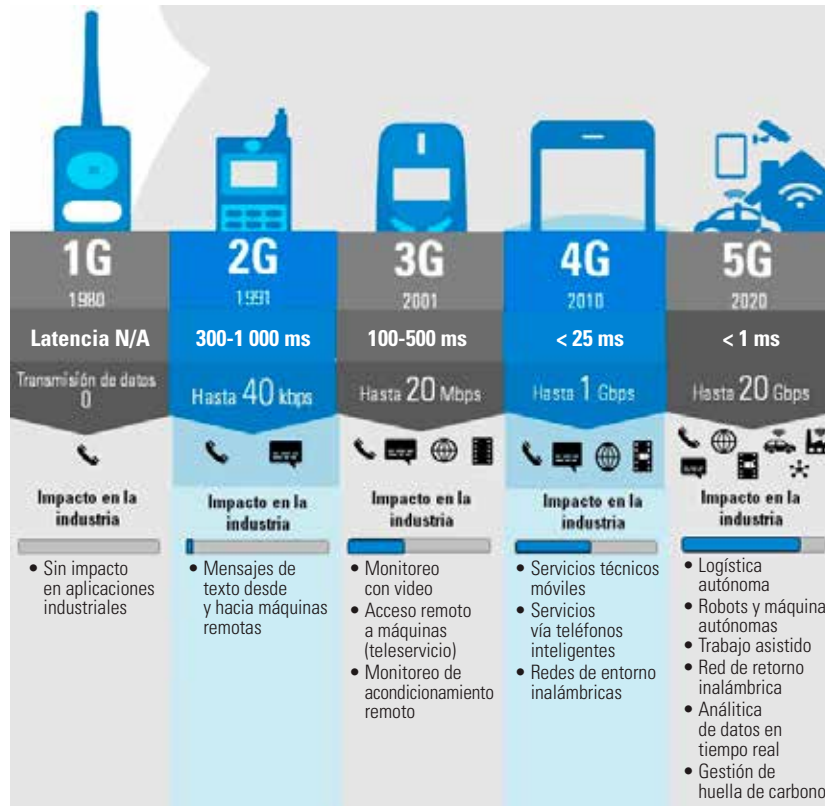 1G
1980
Latencia N/A
Transmisión de datos
0
Impacto en la
industria
• Sin impacto
en aplicaciones
industriales
2G
1991
300-1 000 ms
Hasta 40 kbps
Impacto en la
industria
• Mensajes de
texto desde
y hacia máquinas
remotas
3G
2001
100-500 ms
Hasta 20 Mbps
Impacto en la
industria
• Monitoreo
con video
• Acceso remoto
a máquinas
(teleservicio)
• Monitoreo de
acondicionamiento
remoto
4G
2010
< 25 ms
Hasta 1 Gbps
Impacto en la
industria
• Servicios técnicos
móviles
• Servicios
vía teléfonos
inteligentes
• Redes de entorno
inalámbricas
5G
2020
< 1 ms
Hasta 20 Gbps
Impacto en la
industria
• Logística
autónoma
• Robots y máquina
autónomas
• Trabajo asistido
• Red de retorno
inalámbrica
• Análitica
de datos en
tiempo real
• Gestión de
huella de carbono